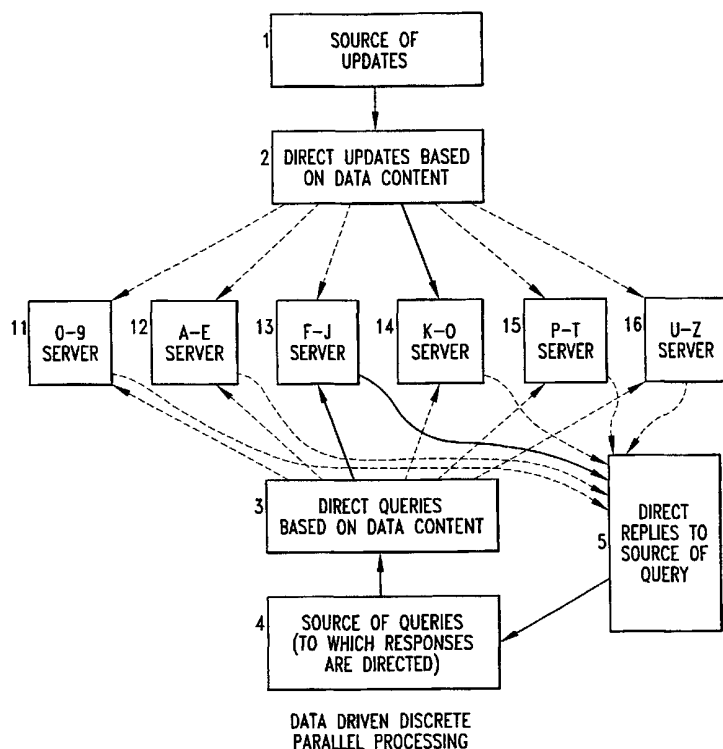 1
SOURCE OF
UPDATES
2
DIRECT UPDATES BASED
ON DATA CONTENT
11
0-9
SERVER
12
A-E
SERVER
13
F-J
SERVER
14
K-O
SERVER
15
P-T
SERVER
16
U-Z
SERVER
3
DIRECT QUERIES
BASED ON DATA CONTENT
5
DIRECT
REPLIES TO
SOURCE OF
QUERY
4
SOURCE OF QUERIES
(TO WHICH RESPONSES
ARE DIRECTED)
DATA DRIVEN DISCRETE
PARALLEL PROCESSING